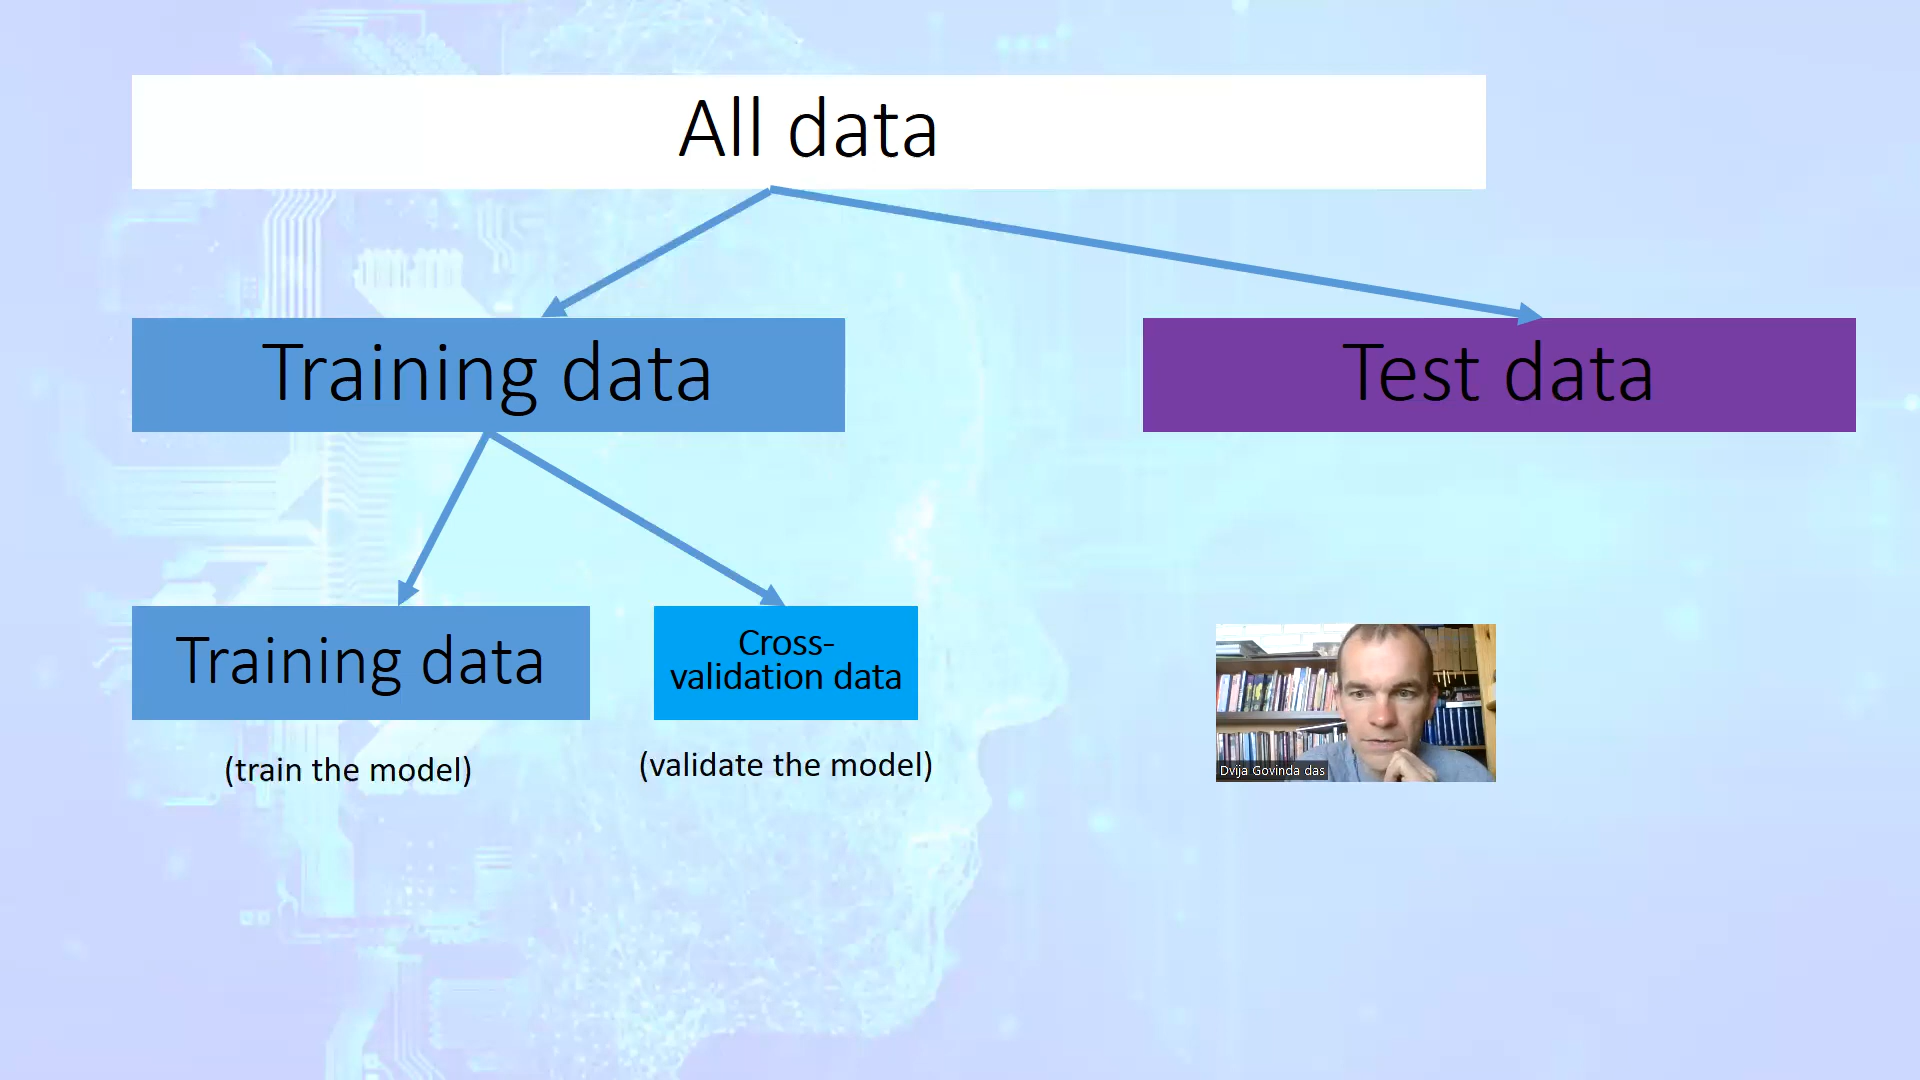 All data
Training data
Test data
Training data
Cross-
validation data
(train the model)
(validate the model)
Dvija Govinda das